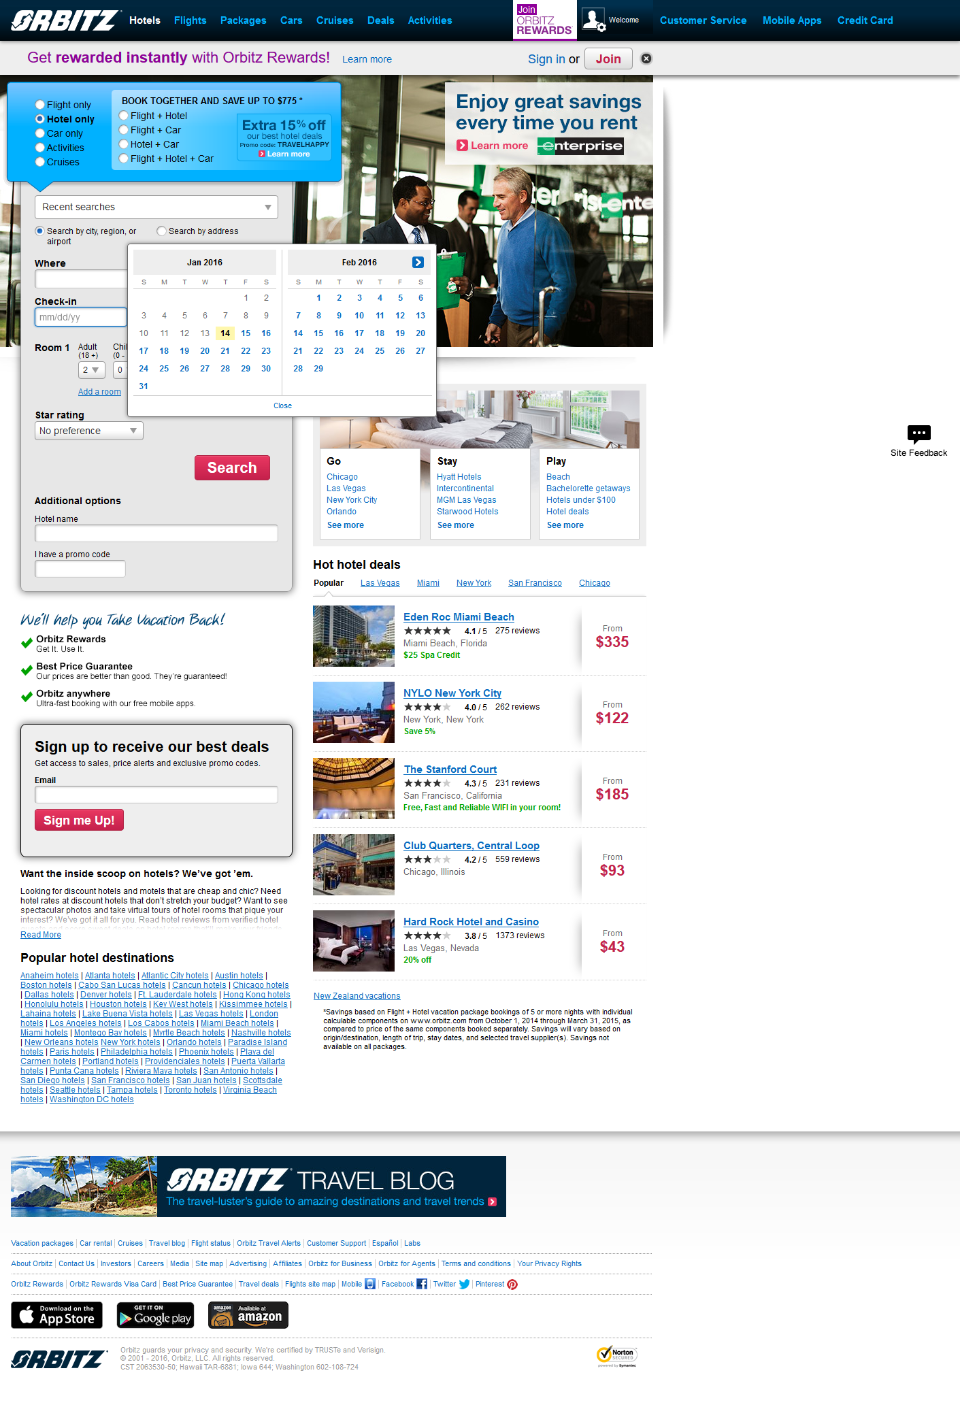 ORBITZ Hotels Flights Packages Cars Cruises Deals Activities Join ORBITZ REWARDS Welcome Customer Service Mobile Apps Credit Card
Get rewarded instantly with Orbitz Rewards! Learn more Sign in or Join
Flight only
Hotel only
Car only
Activities
Cruises
BOOK TOGETHER AND SAVE UP TO $775 *
Flight + Hotel
Flight + Car
Hotel + Car
Flight + Hotel + Car
Extra 15% off
our best hotel deals
Promo code: TRAVELHAPPY
Learn more
Enjoy great savings
every time you rent
Learn more enterprise
Recent searches
Search by city, region, or airport
Search by address
Where
Check-in
mm/dd/yy
Jan 2016
S M T W T F S
1 2
3 4 5 6 7 8 9
10 11 12 13 14 15 16
17 18 19 20 21 22 23
24 25 26 27 28 29 30
31
Feb 2016
S M T W T F S
1 2 3 4 5 6
7 8 9 10 11 12 13
14 15 16 17 18 19 20
21 22 23 24 25 26 27
28 29
Close
Room 1 Adult Chi
(18 +) (0 -
2 0
Add a room
Star rating
No preference
Search
Additional options
Hotel name
I have a promo code
Go
Chicago
Las Vegas
New York City
Orlando
See more
Stay
Hyatt Hotels
Intercontinental
MGM Las Vegas
Starwood Hotels
See more
Play
Beach
Bachelorette getaways
Hotels under $100
Hotel deals
See more
Site Feedback
Hot hotel deals
Popular Las Vegas Miami New York San Francisco Chicago
Eden Roc Miami Beach
4.1 / 5 275 reviews
Miami Beach, Florida
$25 Spa Credit
From
$335
NYLO New York City
4.0 / 5 262 reviews
New York, New York
Save 5%
From
$122
The Stanford Court
4.3 / 5 231 reviews
San Francisco, California
Free, Fast and Reliable WIFI in your room!
From
$185
Club Quarters, Central Loop
4.2 / 5 559 reviews
Chicago, Illinois
From
$93
Hard Rock Hotel and Casino
3.8 / 5 1373 reviews
Las Vegas, Nevada
20% off
From
$43
New Zealand vacations
*Savings based on Flight + Hotel vacation package bookings of 5 or more nights with individual
calculable components on www.orbitz.com from October 1, 2014 through March 31, 2015, as
compared to price of the same components booked separately. Savings will vary based on
origin/destination, length of trip, stay dates, and selected travel supplier(s). Savings not
available on all packages.
We'll help you Take Vacation Back!
Orbitz Rewards
Get It. Use It.
Best Price Guarantee
Our prices are better than good. They're guaranteed!
Orbitz anywhere
Ultra-fast booking with our free mobile apps.
Sign up to receive our best deals
Get access to sales, price alerts and exclusive promo codes.
Email
Sign me Up!
Want the inside scoop on hotels? We've got 'em.
Looking for discount hotels and motels that are cheap and chic? Need
hotel rates at discount hotels that don't stretch your budget? Want to see
spectacular photos and take virtual tours of hotel rooms that pique your
interest? We've got it all for you. Read hotel reviews from verified hotel
Read More
Popular hotel destinations
Anaheim hotels | Atlanta hotels | Atlantic City hotels | Austin hotels |
Boston hotels | Cabo San Lucas hotels | Cancun hotels | Chicago hotels
| Dallas hotels | Denver hotels | Ft. Lauderdale hotels | Hong Kong hotels
| Honolulu hotels | Houston hotels | Key West hotels | Kissimmee hotels |
Lahaina hotels | Lake Buena Vista hotels | Las Vegas hotels | London
hotels | Los Angeles hotels | Los Cabos hotels | Miami Beach hotels |
Miami hotels | Montego Bay hotels | Myrtle Beach hotels | Nashville hotels
| New Orleans hotels New York hotels | Orlando hotels | Paradise Island
hotels | Paris hotels | Philadelphia hotels | Phoenix hotels | Playa del
Carmen hotels | Portland hotels | Providenciales hotels | Puerta Vallarta
hotels | Punta Cana hotels | Riviera Maya hotels | San Antonio hotels |
San Diego hotels | San Francisco hotels | San Juan hotels | Scottsdale
hotels | Seattle hotels | Tampa hotels | Toronto hotels | Virginia Beach
hotels | Washington DC hotels
ORBITZ TRAVEL BLOG
The travel-luster's guide to amazing destinations and travel trends
Vacation packages | Car rental | Cruises | Travel blog | Flight status | Orbitz Travel Alerts | Customer Support | Español | Labs
About Orbitz | Contact Us | Investors | Careers | Media | Site map | Advertising | Affiliates | Orbitz for Business | Orbitz for Agents | Terms and conditions | Your Privacy Rights
Orbitz Rewards | Orbitz Rewards Visa Card | Best Price Guarantee | Travel deals | Flights site map | Mobile | Facebook | Twitter | Pinterest
Download on the App Store
GET IT ON Google play
Available at amazon
ORBITZ
Orbitz guards your privacy and security. We're certified by TRUSTe and Verisign.
© 2001 - 2016, Orbitz, LLC. All rights reserved.
CST 2063530-50; Hawaii TAR-6881; Iowa 644; Washington 602-108-724
Norton
SECURED
powered by Symantec